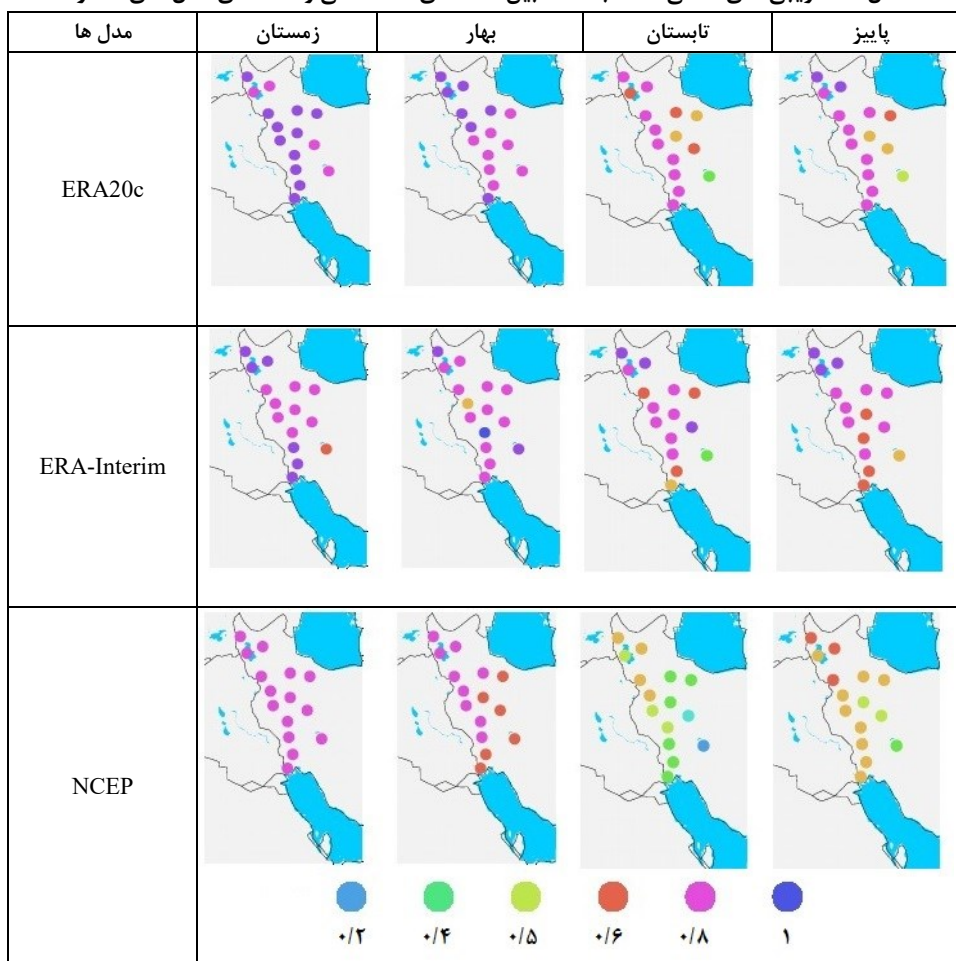 مدل ها زمستان بهار تابستان پاییز
ERA20c
ERA-Interim
NCEP
۰/۲ ۰/۴ ۰/۵ ۰/۶ ۰/۸ ۱